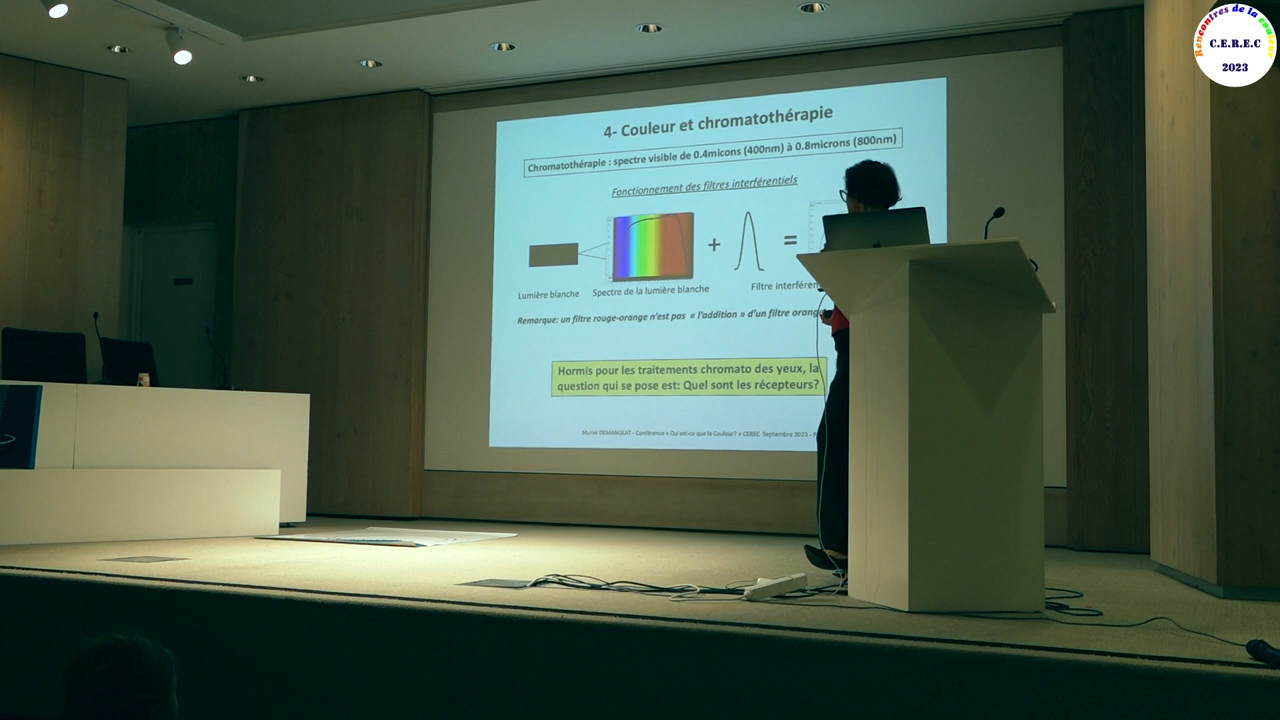 Rencontres de la couleur
C.E.R.E.C
2023
4- Couleur et chromatothérapie
Chromatothérapie : spectre visible de 0.4micons (400nm) à 0.8microns (800nm)
Fonctionnement des filtres interférentiels
+ =
Lumière blanche Spectre de la lumière blanche Filtre interféren
Remarque: un filtre rouge-orange n'est pas « l'addition » d'un filtre orang
Hormis pour les traitements chromato des yeux, la
question qui se pose est: Quel sont les récepteurs?
Muriel DEMANGEAT - Conférence « Qu'est-ce que la Couleur? » CEREC Septembre 2023 - P